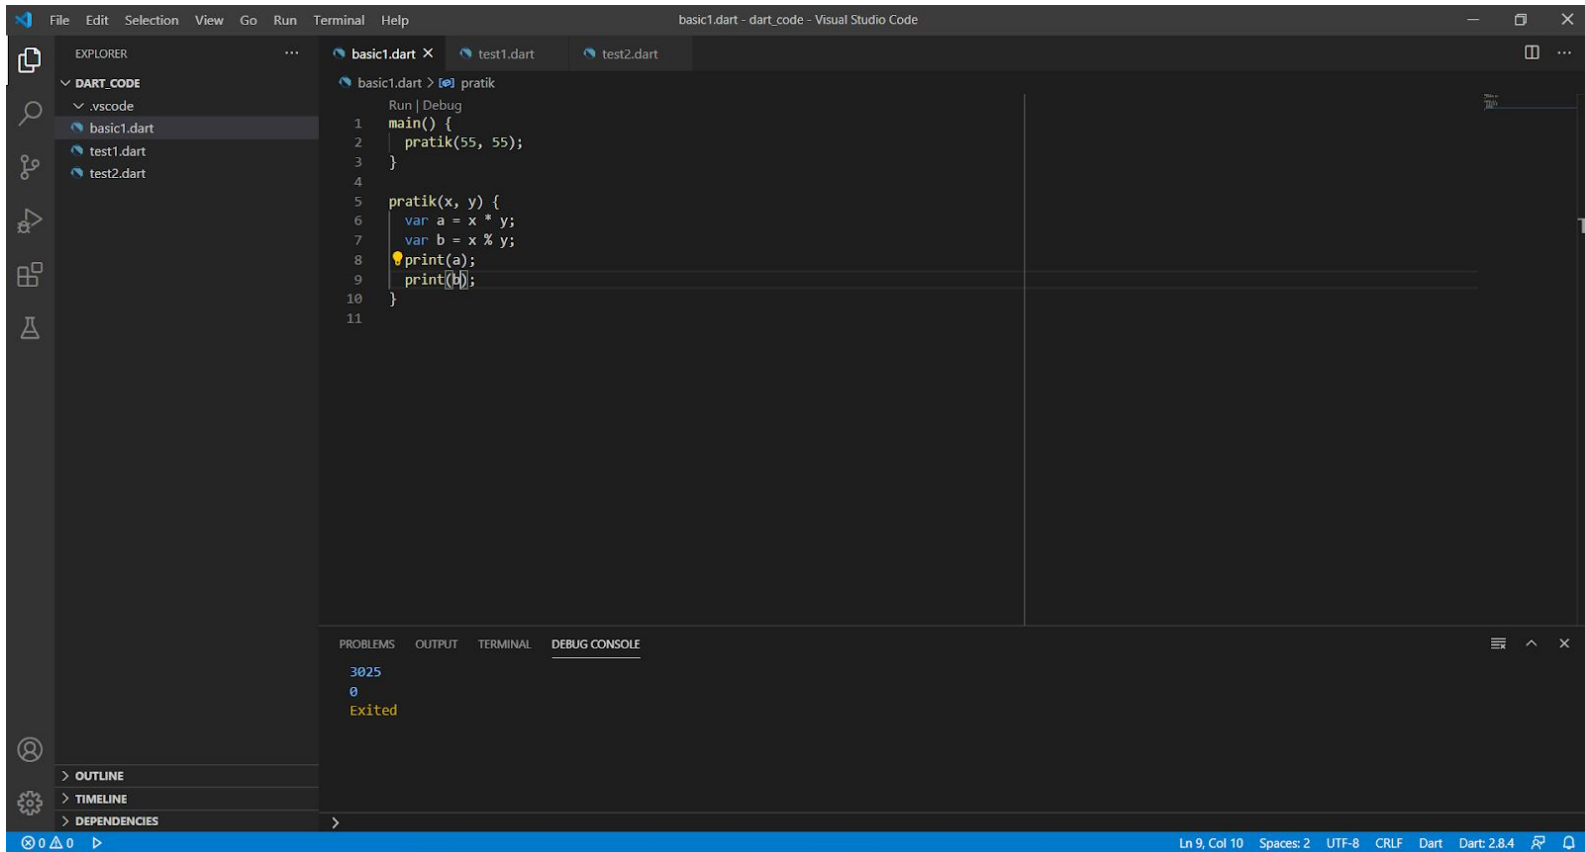 File Edit Selection View Go Run Terminal Help basic1.dart - dart_code - Visual Studio Code
EXPLORER
DART_CODE
.vscode
basic1.dart
test1.dart
test2.dart
OUTLINE
TIMELINE
DEPENDENCIES
basic1.dart test1.dart test2.dart
basic1.dart > pratik
Run | Debug
1 main() {
2 pratik(55, 55);
3 }
4
5 pratik(x, y) {
6 var a = x * y;
7 var b = x % y;
8 print(a);
9 print(b);
10 }
11
PROBLEMS OUTPUT TERMINAL DEBUG CONSOLE
3025
0
Exited
>
0 0 Ln 9, Col 10 Spaces: 2 UTF-8 CRLF Dart Dart: 2.8.4